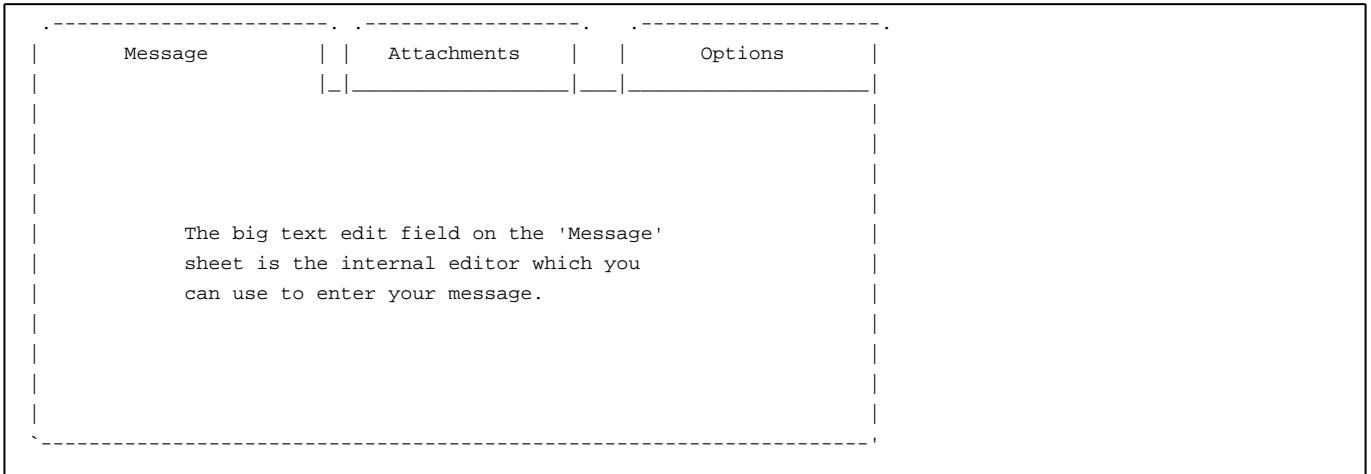 Message Attachments Options
The big text edit field on the 'Message'
sheet is the internal editor which you
can use to enter your message.